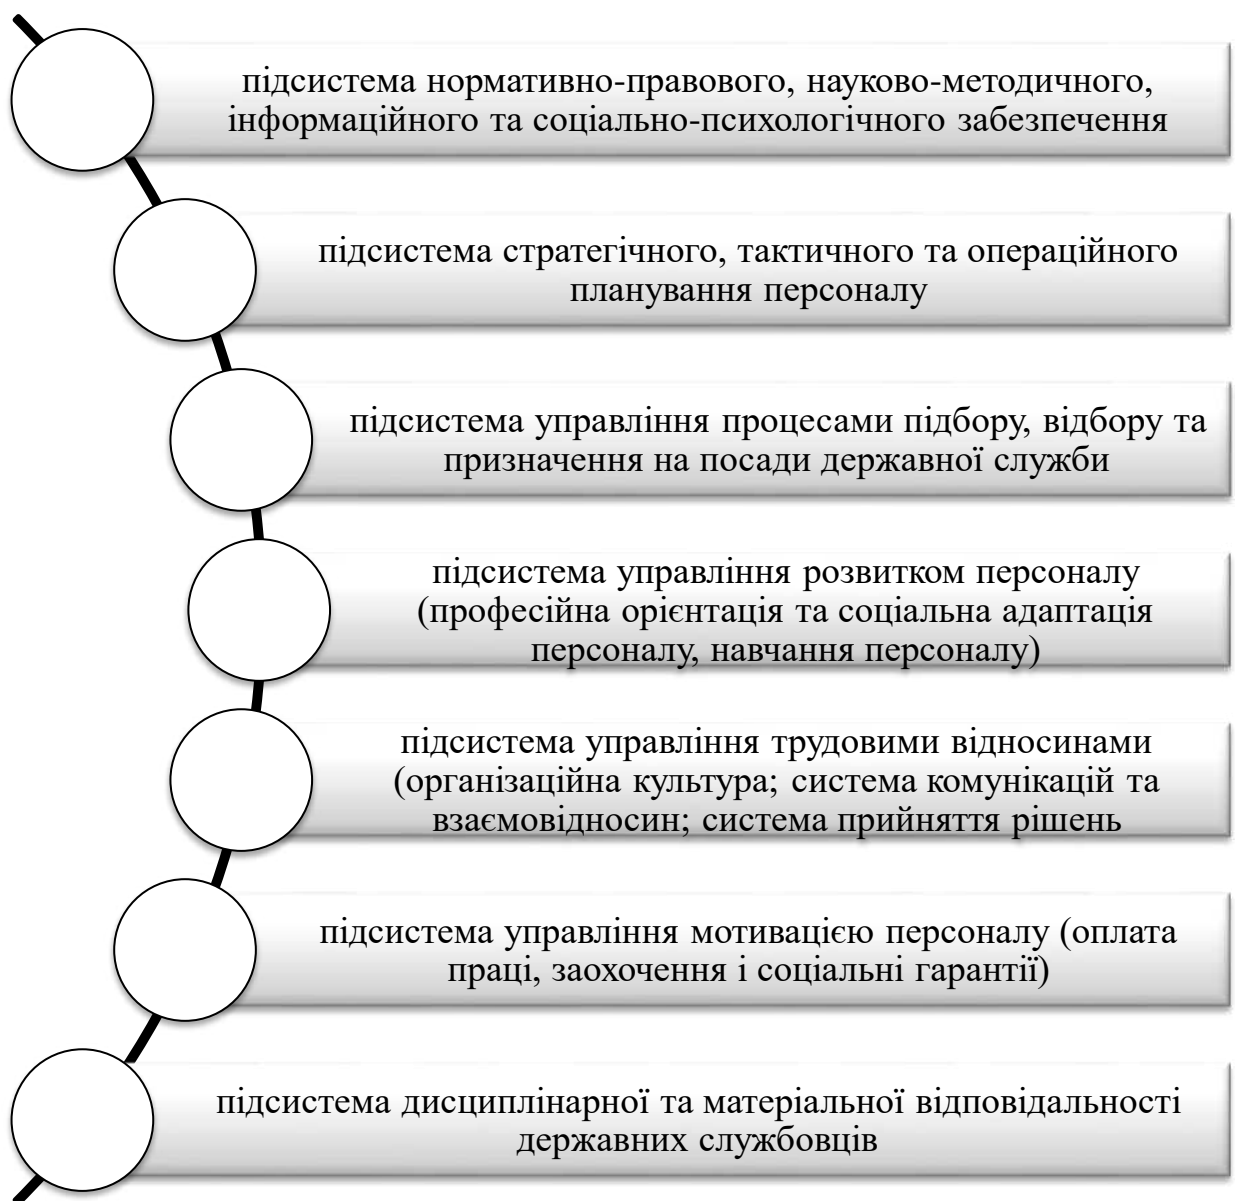 підсистема нормативно-правового, науково-методичного,
інформаційного та соціально-психологічного забезпечення
підсистема стратегічного, тактичного та операційного
планування персоналу
підсистема управління процесами підбору, відбору та
призначення на посади державної служби
підсистема управління розвитком персоналу
(професійна орієнтація та соціальна адаптація
персоналу, навчання персоналу)
підсистема управління трудовими відносинами
(організаційна культура; система комунікацій та
взаємовідносин; система прийняття рішень
підсистема управління мотивацією персоналу (оплата
праці, заохочення і соціальні гарантії)
підсистема дисциплінарної та матеріальної відповідальності
державних службовців